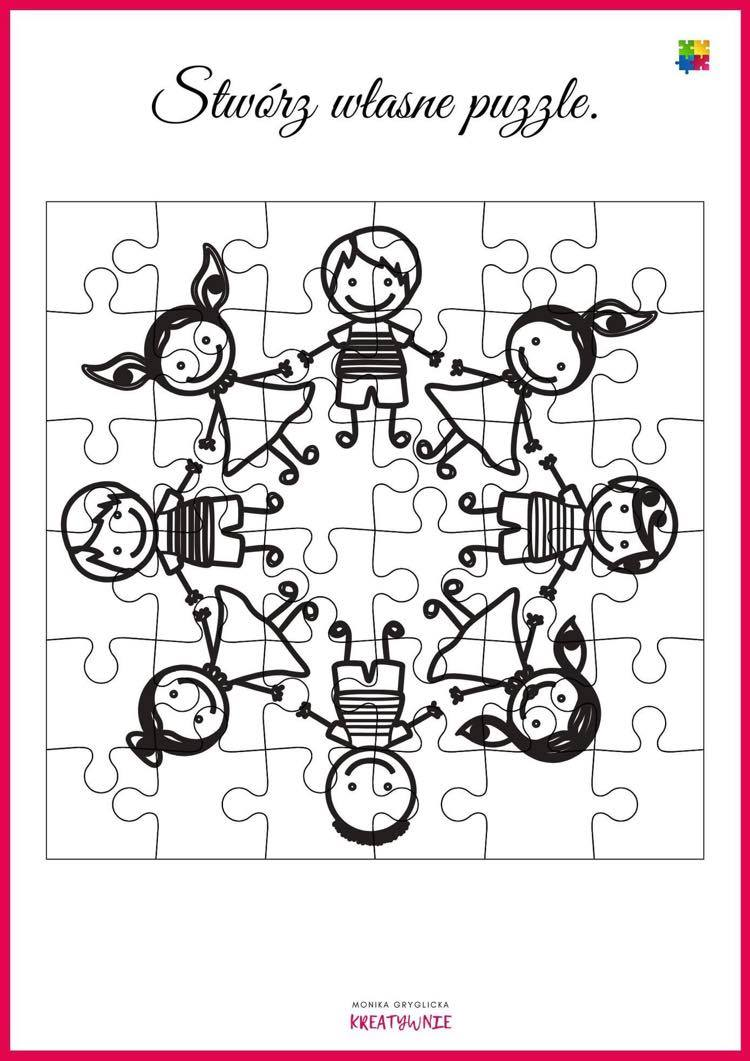 Stwórz własne puzzle.
MONIKA GRYGLICKA
KREATYWNIE